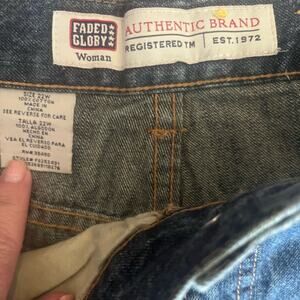 FADED
GLORY
Woman
AUTHENTIC BRAND
REGISTERED TM | EST. 1972
SIZE 22W
100% COTTON
MADE IN
CHINA
SEE REVERSE FOR CARE
TALLA 22W
100% ALGODON
HECHO EN
CHINA
VEA EL REVERSO PARA
EL CUIDADO